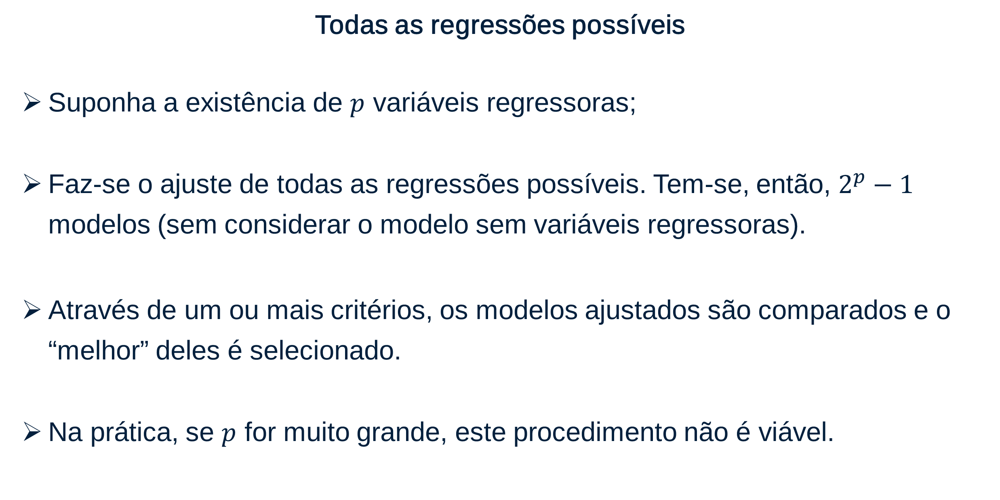 Todas as regressões possíveis
➢ Suponha a existência de 𝑝 variáveis regressoras;
➢ Faz-se o ajuste de todas as regressões possíveis. Tem-se, então, 2ᵖ − 1
modelos (sem considerar o modelo sem variáveis regressoras).
➢ Através de um ou mais critérios, os modelos ajustados são comparados e o
“melhor” deles é selecionado.
➢ Na prática, se 𝑝 for muito grande, este procedimento não é viável.